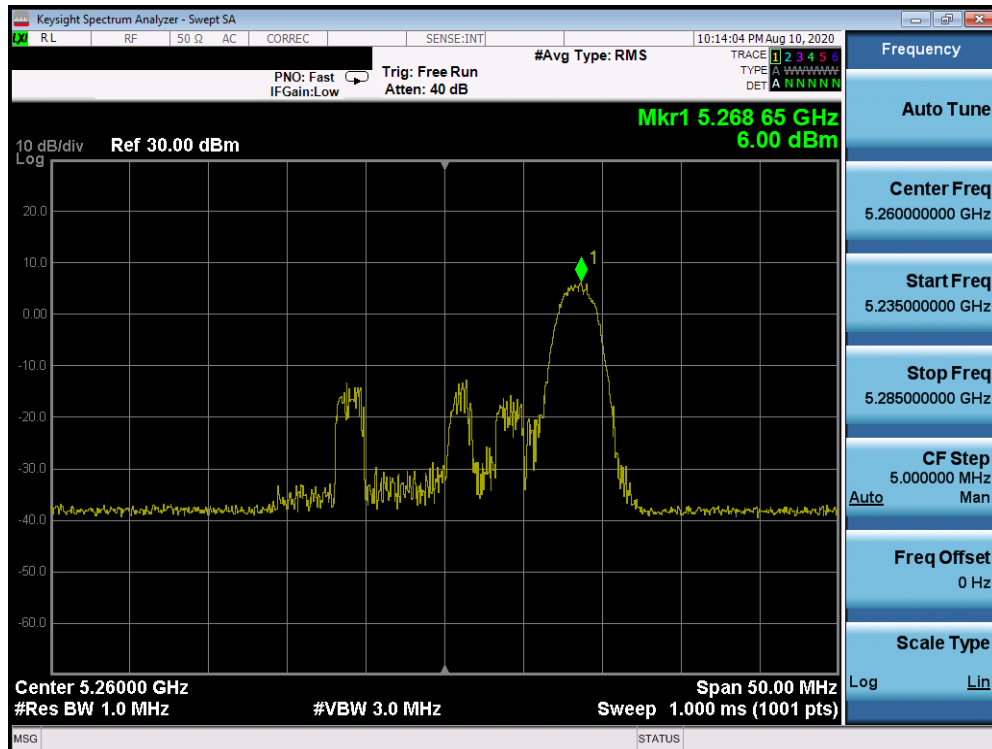 Keysight Spectrum Analyzer - Swept SA
LXI RL RF 50 Ω AC CORREC SENSE:INT 10:14:04 PM Aug 10, 2020
#Avg Type: RMS
TRACE 1 2 3 4 5 6
PNO: Fast Trig: Free Run
TYPE A WWWWW
IFGain:Low Atten: 40 dB
DET A N N N N N
Mkr1 5.268 65 GHz
6.00 dBm
10 dB/div Ref 30.00 dBm
Log
20.0
10.0
0.00
-10.0
-20.0
-30.0
-40.0
-50.0
-60.0
1
Center 5.26000 GHz Span 50.00 MHz
#Res BW 1.0 MHz #VBW 3.0 MHz Sweep 1.000 ms (1001 pts)
MSG STATUS
Frequency
Auto Tune
Center Freq
5.260000000 GHz
Start Freq
5.235000000 GHz
Stop Freq
5.285000000 GHz
CF Step
5.000000 MHz
Auto Man
Freq Offset
0 Hz
Scale Type
Log Lin